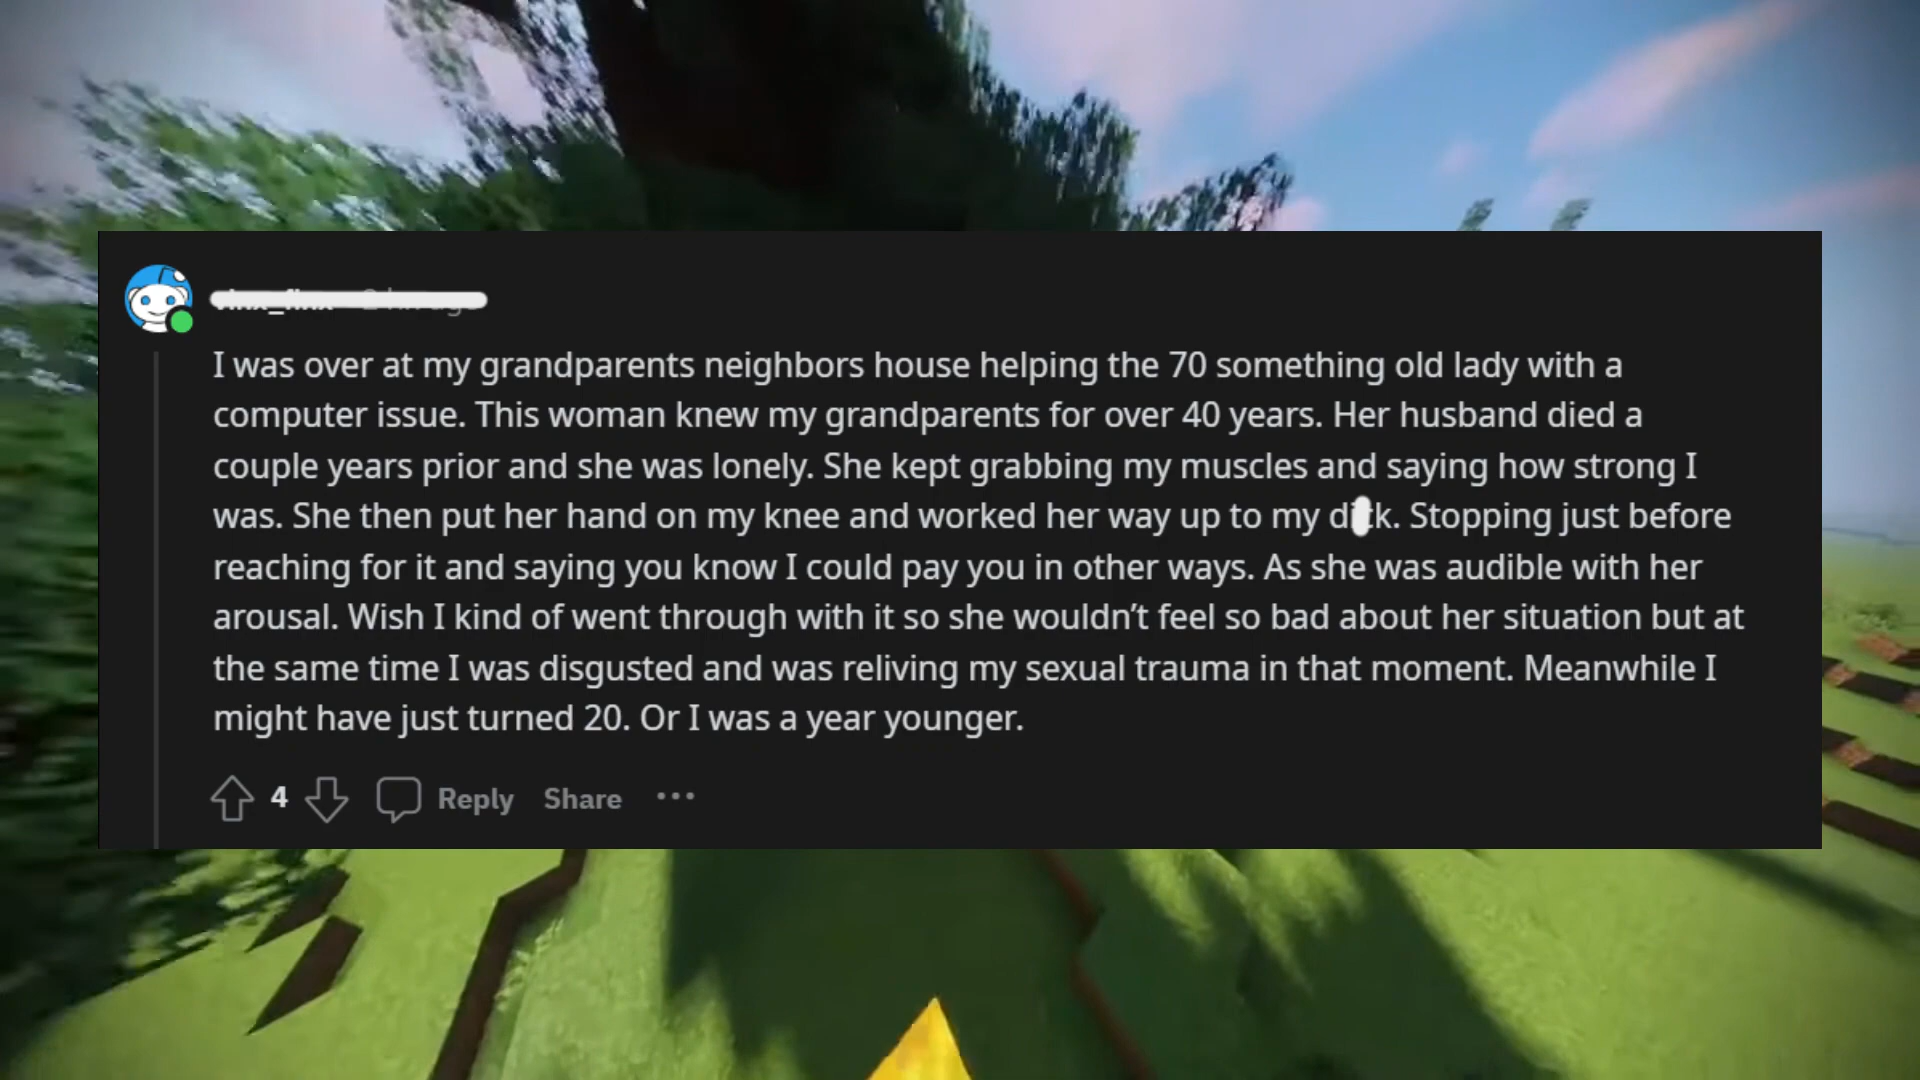 I was over at my grandparents neighbors house helping the 70 something old lady with a
computer issue. This woman knew my grandparents for over 40 years. Her husband died a
couple years prior and she was lonely. She kept grabbing my muscles and saying how strong I
was. She then put her hand on my knee and worked her way up to my d k. Stopping just before
reaching for it and saying you know I could pay you in other ways. As she was audible with her
arousal. Wish I kind of went through with it so she wouldn’t feel so bad about her situation but at
the same time I was disgusted and was reliving my sexual trauma in that moment. Meanwhile I
might have just turned 20. Or I was a year younger.
4 Reply Share ...